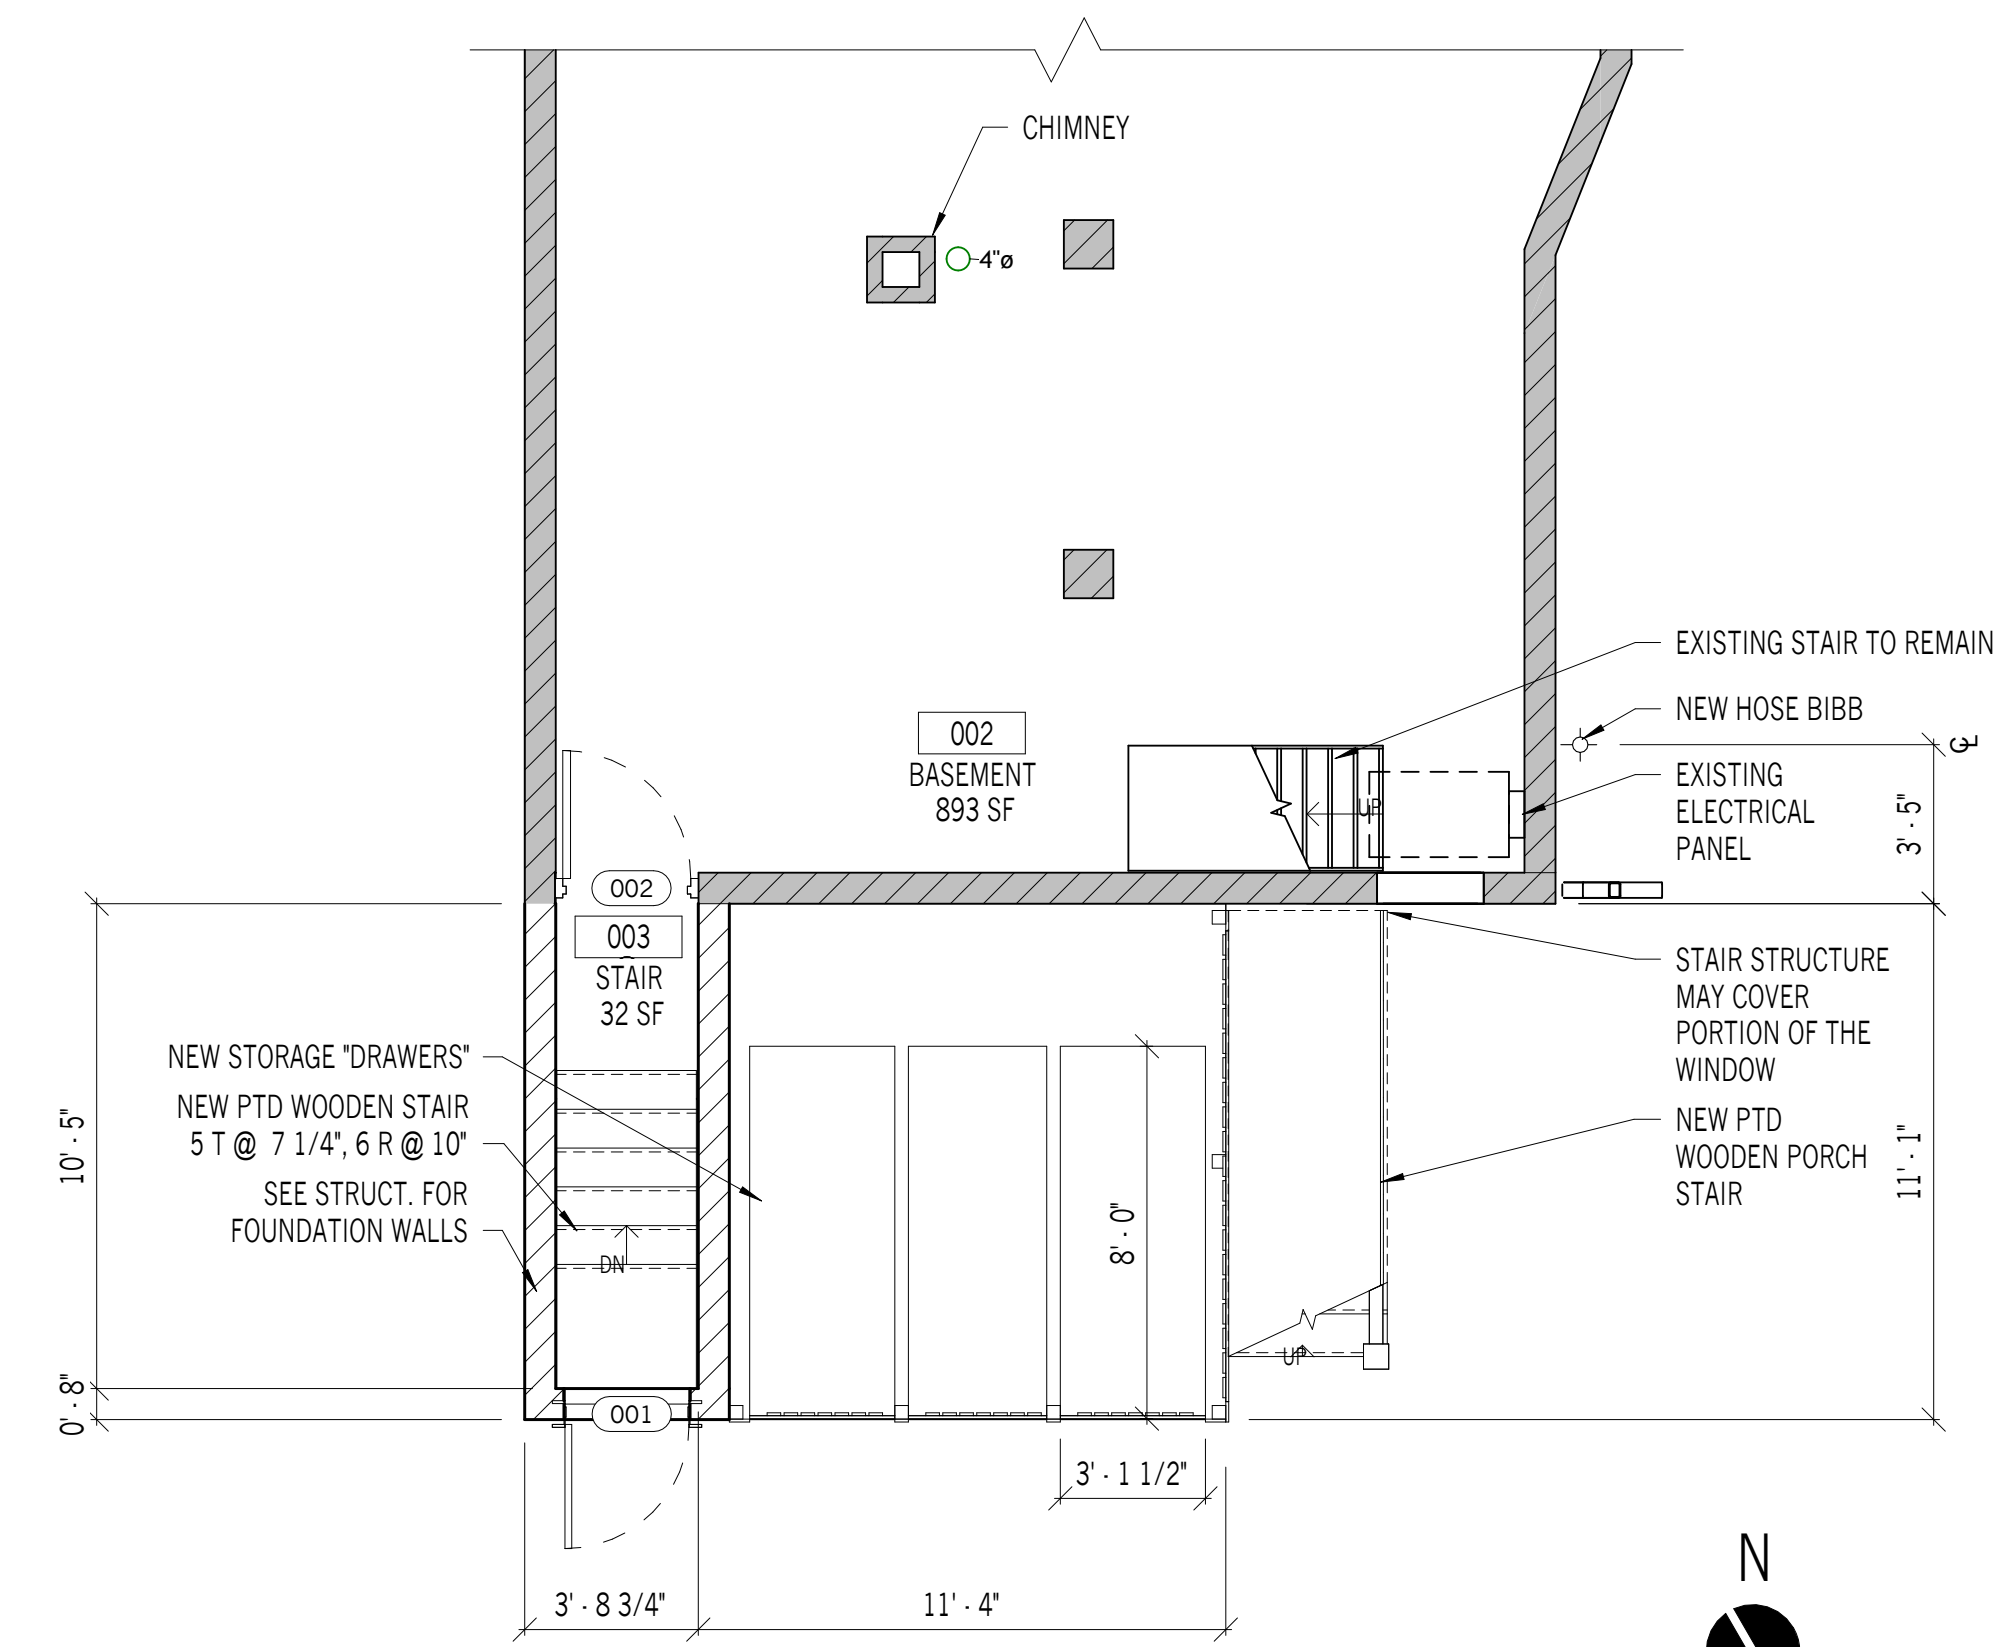 CHIMNEY
4"ø
EXISTING STAIR TO REMAIN
NEW HOSE BIBB
002
BASEMENT
893 SF
EXISTING
ELECTRICAL
PANEL
3' - 5"
UP
002
003
STAIR
32 SF
STAIR STRUCTURE
MAY COVER
PORTION OF THE
WINDOW
NEW STORAGE "DRAWERS"
NEW PTD WOODEN STAIR
5 T @ 7 1/4", 6 R @ 10"
SEE STRUCT. FOR
FOUNDATION WALLS
NEW PTD
WOODEN PORCH
STAIR
10' - 5"
11' - 1"
8' - 0"
DN
UP
0' - 8"
001
3' - 1 1/2"
3' - 8 3/4"
11' - 4"
N